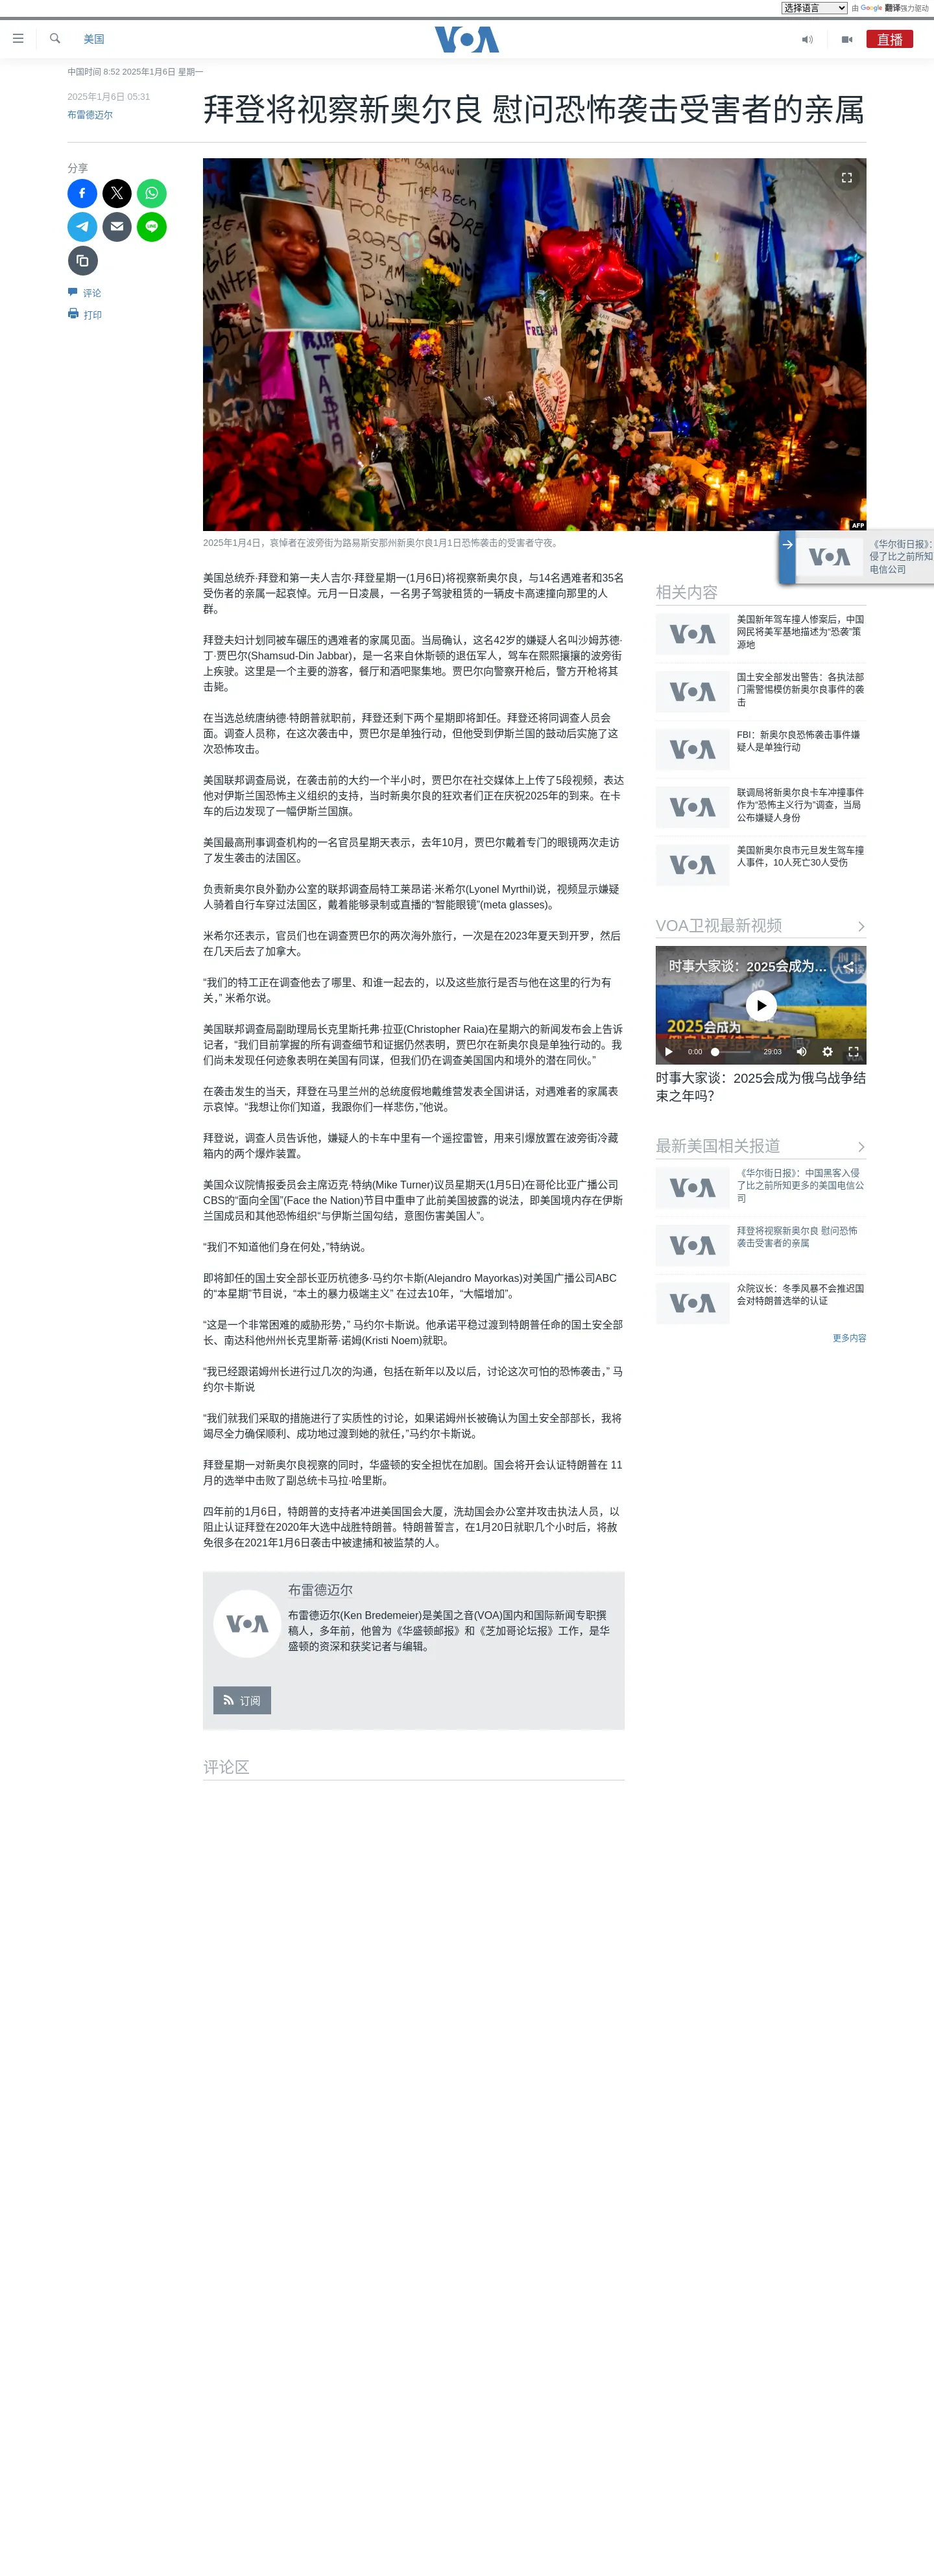 选择语言 由 Google 翻译强力驱动
美国
VOA
直播
中国时间 8:52 2025年1月6日 星期一
2025年1月6日 05:31
布雷德迈尔
拜登将视察新奥尔良 慰问恐怖袭击受害者的亲属
分享
评论
打印
AFP
2025年1月4日，哀悼者在波旁街为路易斯安那州新奥尔良1月1日恐怖袭击的受害者守夜。
《华尔街日报》:
侵了比之前所知
电信公司
美国总统乔·拜登和第一夫人吉尔·拜登星期一(1月6日)将视察新奥尔良，与14名遇难者和35名
受伤者的亲属一起哀悼。元月一日凌晨，一名男子驾驶租赁的一辆皮卡高速撞向那里的人
群。
拜登夫妇计划同被车碾压的遇难者的家属见面。当局确认，这名42岁的嫌疑人名叫沙姆苏德·
丁·贾巴尔(Shamsud-Din Jabbar)，是一名来自休斯顿的退伍军人，驾车在熙熙攘攘的波旁街
上疾驶。这里是一个主要的游客，餐厅和酒吧聚集地。贾巴尔向警察开枪后，警方开枪将其
击毙。
在当选总统唐纳德·特朗普就职前，拜登还剩下两个星期即将卸任。拜登还将同调查人员会
面。调查人员称，在这次袭击中，贾巴尔是单独行动，但他受到伊斯兰国的鼓动后实施了这
次恐怖攻击。
美国联邦调查局说，在袭击前的大约一个半小时，贾巴尔在社交媒体上上传了5段视频，表达
他对伊斯兰国恐怖主义组织的支持，当时新奥尔良的狂欢者们正在庆祝2025年的到来。在卡
车的后边发现了一幅伊斯兰国旗。
美国最高刑事调查机构的一名官员星期天表示，去年10月，贾巴尔戴着专门的眼镜两次走访
了发生袭击的法国区。
负责新奥尔良外勤办公室的联邦调查局特工莱昂诺·米希尔(Lyonel Myrthil)说，视频显示嫌疑
人骑着自行车穿过法国区，戴着能够录制或直播的“智能眼镜”(meta glasses)。
米希尔还表示，官员们也在调查贾巴尔的两次海外旅行，一次是在2023年夏天到开罗，然后
在几天后去了加拿大。
“我们的特工正在调查他去了哪里、和谁一起去的，以及这些旅行是否与他在这里的行为有
关，” 米希尔说。
美国联邦调查局副助理局长克里斯托弗·拉亚(Christopher Raia)在星期六的新闻发布会上告诉
记者，“我们目前掌握的所有调查细节和证据仍然表明，贾巴尔在新奥尔良是单独行动的。我
们尚未发现任何迹象表明在美国有同谋，但我们仍在调查美国国内和境外的潜在同伙。”
在袭击发生的当天，拜登在马里兰州的总统度假地戴维营发表全国讲话，对遇难者的家属表
示哀悼。“我想让你们知道，我跟你们一样悲伤，”他说。
拜登说，调查人员告诉他，嫌疑人的卡车中里有一个遥控雷管，用来引爆放置在波旁街冷藏
箱内的两个爆炸装置。
美国众议院情报委员会主席迈克·特纳(Mike Turner)议员星期天(1月5日)在哥伦比亚广播公司
CBS的“面向全国”(Face the Nation)节目中重申了此前美国披露的说法，即美国境内存在伊斯
兰国成员和其他恐怖组织“与伊斯兰国勾结，意图伤害美国人”。
“我们不知道他们身在何处，”特纳说。
即将卸任的国土安全部长亚历杭德多·马约尔卡斯(Alejandro Mayorkas)对美国广播公司ABC
的“本星期”节目说，“本土的暴力极端主义” 在过去10年，“大幅增加”。
“这是一个非常困难的威胁形势，” 马约尔卡斯说。他承诺平稳过渡到特朗普任命的国土安全部
长、南达科他州州长克里斯蒂·诺姆(Kristi Noem)就职。
“我已经跟诺姆州长进行过几次的沟通，包括在新年以及以后，讨论这次可怕的恐怖袭击，” 马
约尔卡斯说
“我们就我们采取的措施进行了实质性的讨论，如果诺姆州长被确认为国土安全部部长，我将
竭尽全力确保顺利、成功地过渡到她的就任，”马约尔卡斯说。
拜登星期一对新奥尔良视察的同时，华盛顿的安全担忧在加剧。国会将开会认证特朗普在 11
月的选举中击败了副总统卡马拉·哈里斯。
四年前的1月6日，特朗普的支持者冲进美国国会大厦，洗劫国会办公室并攻击执法人员，以
阻止认证拜登在2020年大选中战胜特朗普。特朗普誓言，在1月20日就职几个小时后，将赦
免很多在2021年1月6日袭击中被逮捕和被监禁的人。
VOA
布雷德迈尔
布雷德迈尔(Ken Bredemeier)是美国之音(VOA)国内和国际新闻专职撰
稿人，多年前，他曾为《华盛顿邮报》和《芝加哥论坛报》工作，是华
盛顿的资深和获奖记者与编辑。
订阅
评论区
相关内容
美国新年驾车撞人惨案后，中国
网民将美军基地描述为“恐袭”策
源地
国土安全部发出警告：各执法部
门需警惕模仿新奥尔良事件的袭
击
FBI：新奥尔良恐怖袭击事件嫌
疑人是单独行动
联调局将新奥尔良卡车冲撞事件
作为“恐怖主义行为”调查，当局
公布嫌疑人身份
美国新奥尔良市元旦发生驾车撞
人事件，10人死亡30人受伤
VOA卫视最新视频
时事大家谈：2025会成为…
2025会成为
0:00 29:03
时事大家谈：2025会成为俄乌战争结
束之年吗？
最新美国相关报道
《华尔街日报》：中国黑客入侵
了比之前所知更多的美国电信公
司
拜登将视察新奥尔良 慰问恐怖
袭击受害者的亲属
众院议长：冬季风暴不会推迟国
会对特朗普选举的认证
更多内容